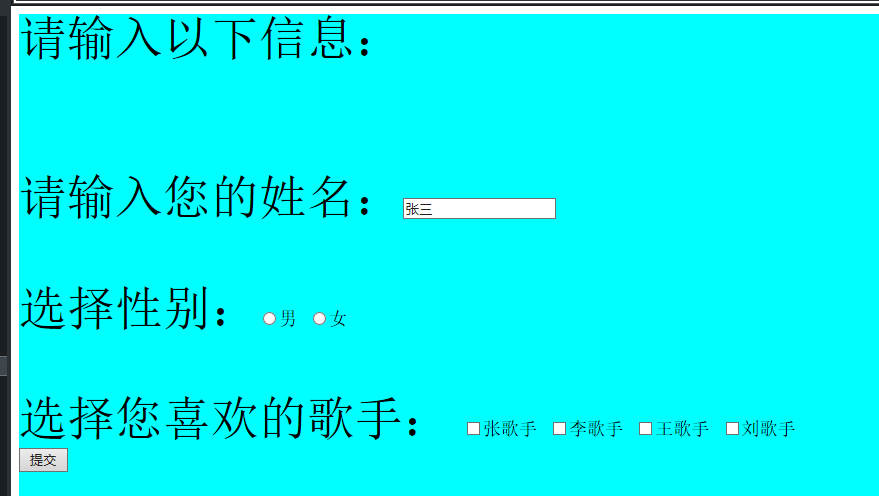 请输入以下信息：
请输入您的姓名： 张三
选择性别： 男 女
选择您喜欢的歌手： 张歌手 李歌手 王歌手 刘歌手
提交